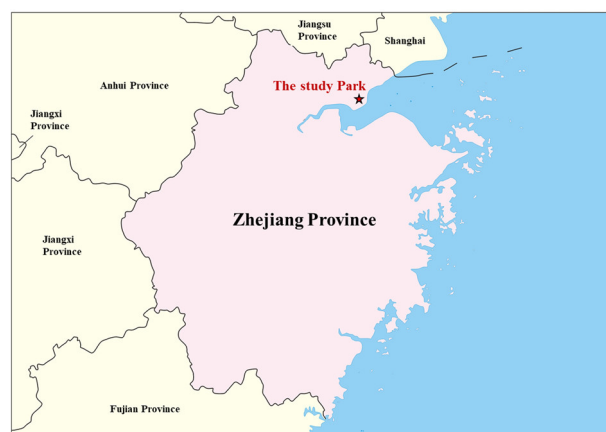 Jiangsu
Province
Shanghai
Anhui Province
The study Park
Jiangxi
Province
Zhejiang Province
Jiangxi
Province
Fujian Province